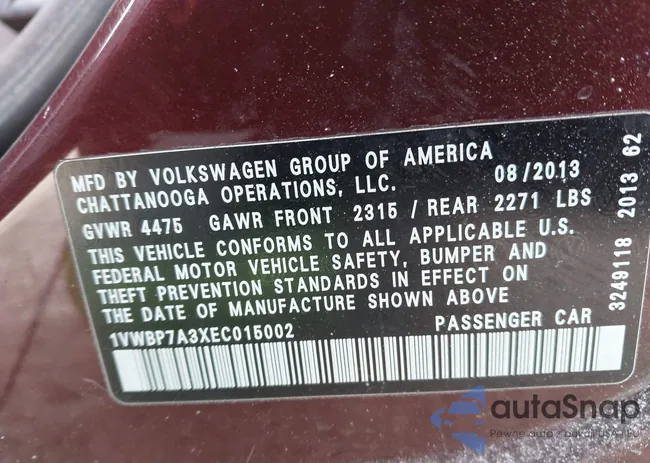 MFD BY VOLKSWAGEN GROUP OF AMERICA
CHATTANOOGA OPERATIONS, LLC. 08/2013
GVWR 4475 GAWR FRONT 2315 / REAR 2271 LBS
THIS VEHICLE CONFORMS TO ALL APPLICABLE U.S.
FEDERAL MOTOR VEHICLE SAFETY, BUMPER AND
THEFT PREVENTION STANDARDS IN EFFECT ON
THE DATE OF MANUFACTURE SHOWN ABOVE
1VWBP7A3XEC015002 PASSENGER CAR
3249118 2013 62
autaSnap
Pewne auto